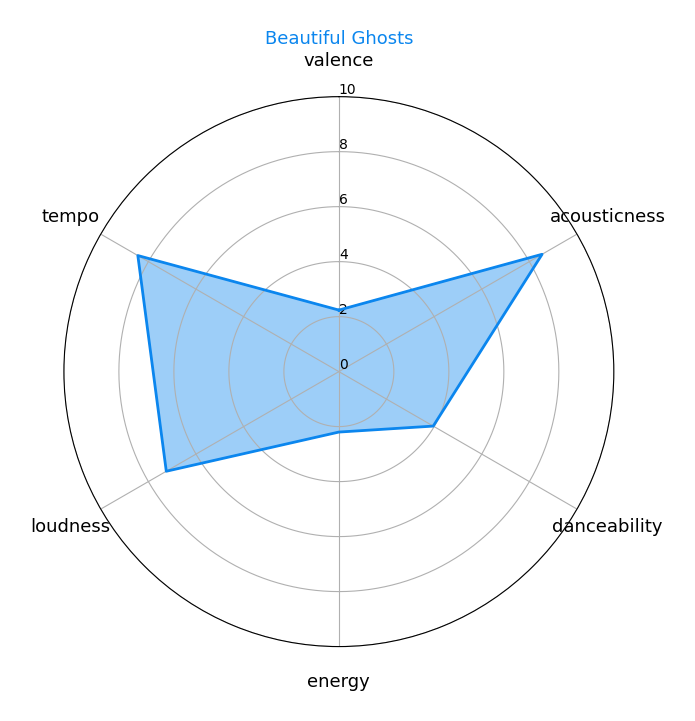 Beautiful Ghosts
valence
10
8
6
4
2
0
tempo
acousticness
loudness
danceability
energy